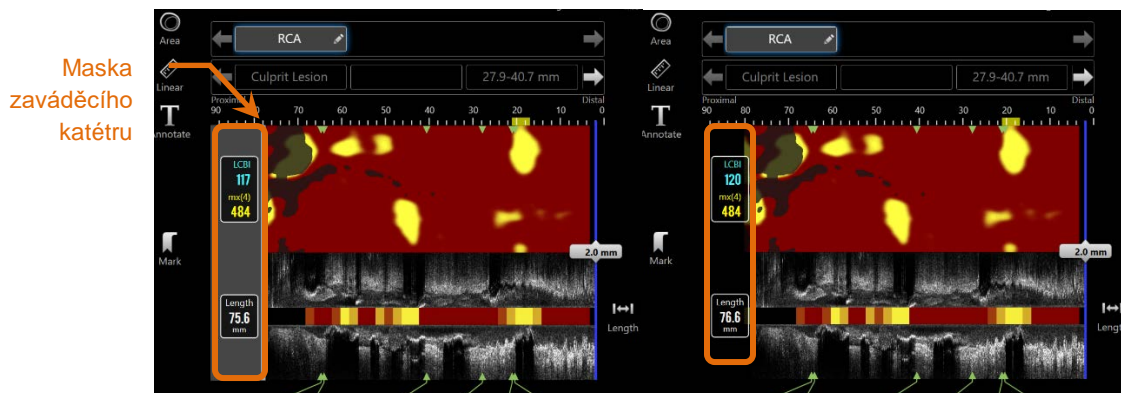 Maska
zaváděcího
katétru
Area
RCA
Linear
Culprit Lesion
27.9-40.7 mm
Proximal
Distal
90 80 70 60 50 40 30 20 10 0
Annotate
LCBI
117
mx(4)
484
Mark
2.0 mm
Length
75.6
mm
Length
Area
RCA
Linear
Culprit Lesion
27.9-40.7 mm
Proximal
Distal
90 80 70 60 50 40 30 20 10 0
Annotate
LCBI
120
mx(4)
484
Mark
2.0 mm
Length
76.6
mm
Lengt